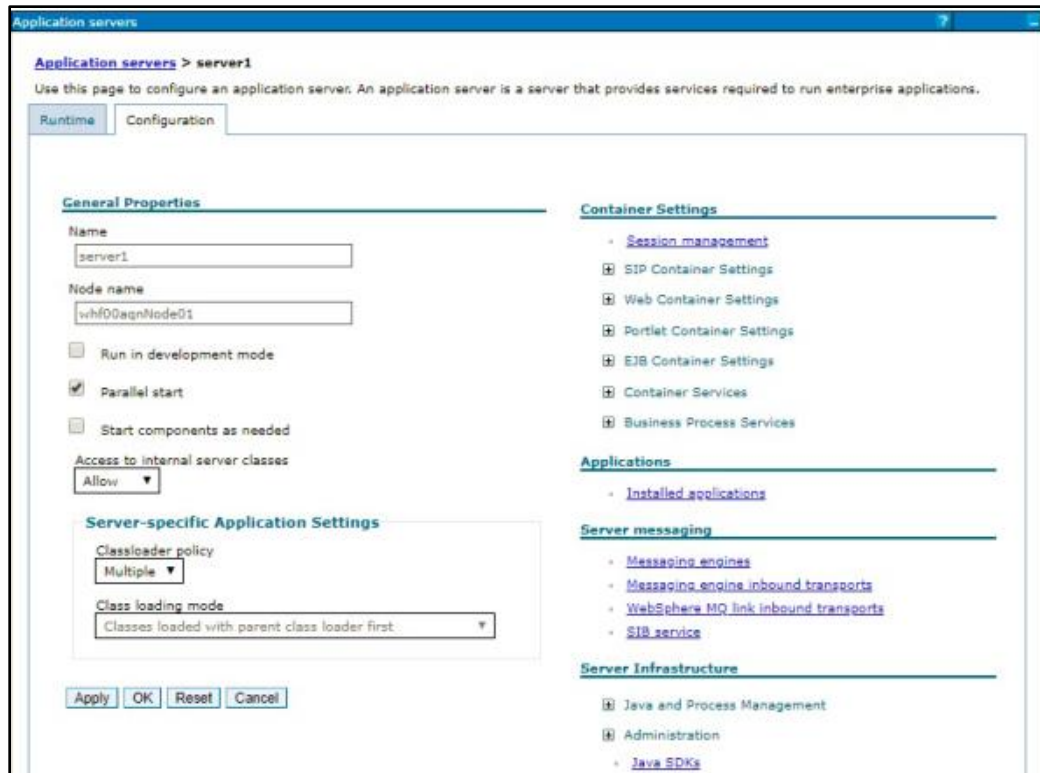 Application servers
?
Application servers > server1
Use this page to configure an application server. An application server is a server that provides services required to run enterprise applications.
Runtime
Configuration
General Properties
Name
server1
Node name
whf00aqnNode01
Run in development mode
Parallel start
Start components as needed
Access to internal server classes
Allow
Server-specific Application Settings
Classloader policy
Multiple
Class loading mode
Classes loaded with parent class loader first
Apply OK Reset Cancel
Container Settings
Session management
SIP Container Settings
Web Container Settings
Portlet Container Settings
EJB Container Settings
Container Services
Business Process Services
Applications
Installed applications
Server messaging
Messaging engines
Messaging engine inbound transports
WebSphere MQ link inbound transports
SIB service
Server Infrastructure
Java and Process Management
Administration
Java SDKs